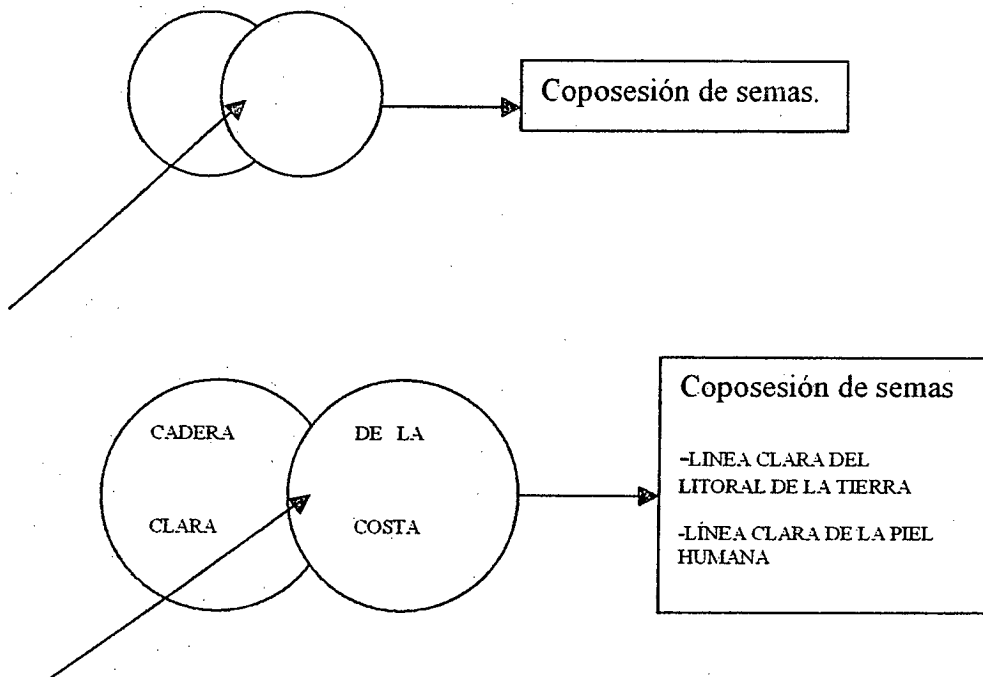 Coposesión de semas.
CADERA
CLARA
DE LA
COSTA
Coposesión de semas
-LINEA CLARA DEL
LITORAL DE LA TIERRA
-LÍNEA CLARA DE LA PIEL
HUMANA